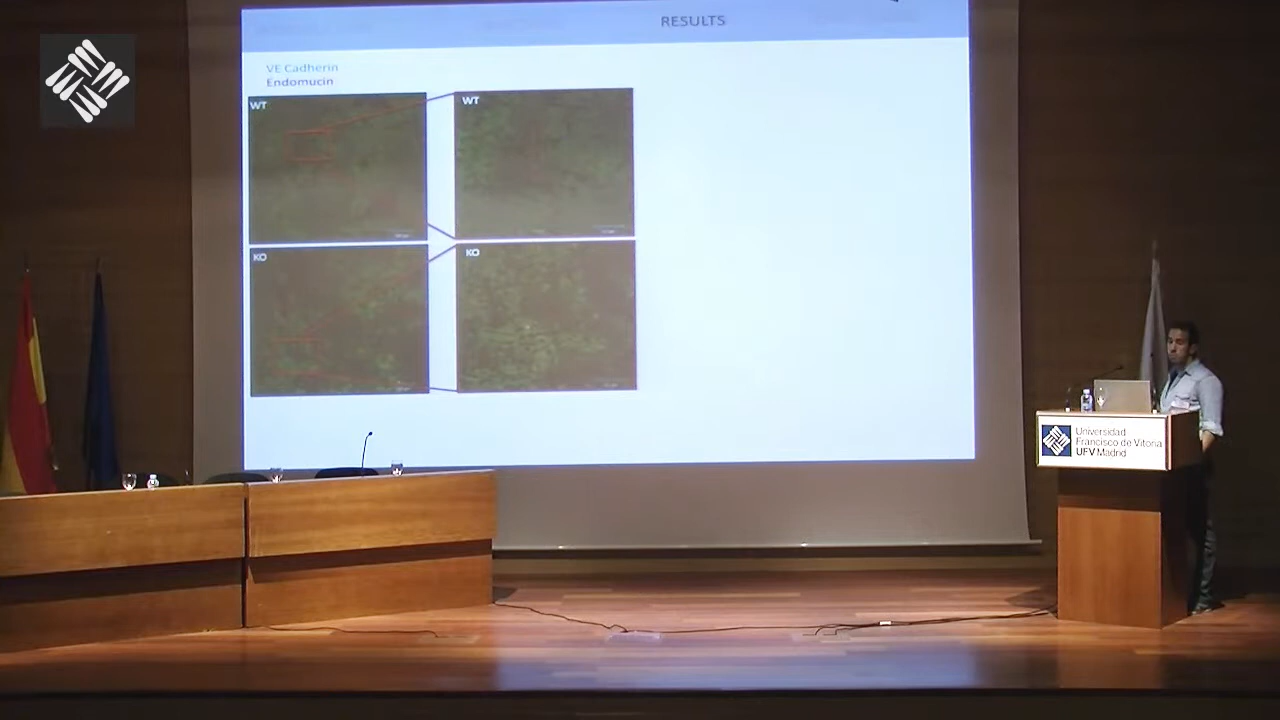 RESULTS
VE Cadherin
Endomucin
WT
WT
KO
KO
Universidad
Francisco de Vitoria
UFV Madrid